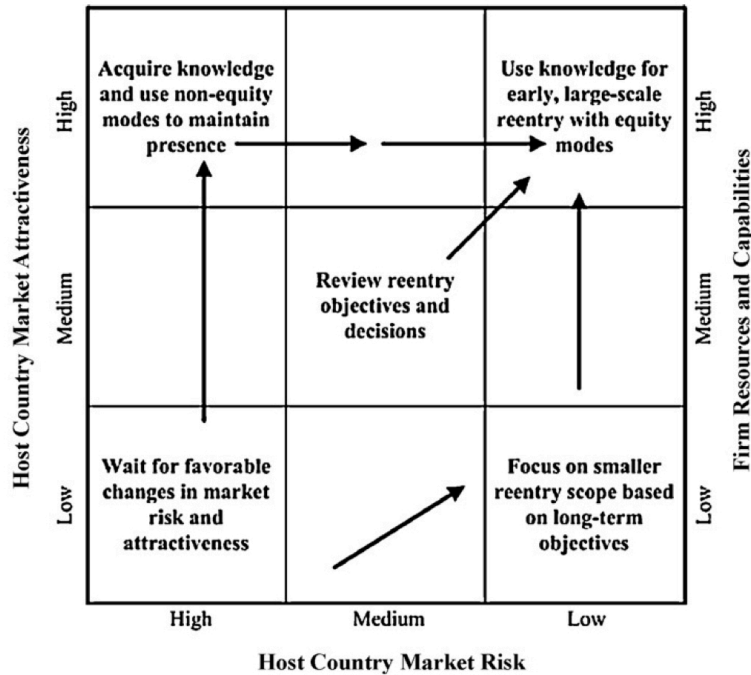 Acquire knowledge
and use non-equity
modes to maintain
presence
Use knowledge for
early, large-scale
reentry with equity
modes
Review reentry
objectives and
decisions
Wait for favorable
changes in market
risk and
attractiveness
Focus on smaller
reentry scope based
on long-term
objectives
Host Country Market Attractiveness
High
Medium
Low
High
Medium
Low
Firm Resources and Capabilities
High
Medium
Low
Host Country Market Risk